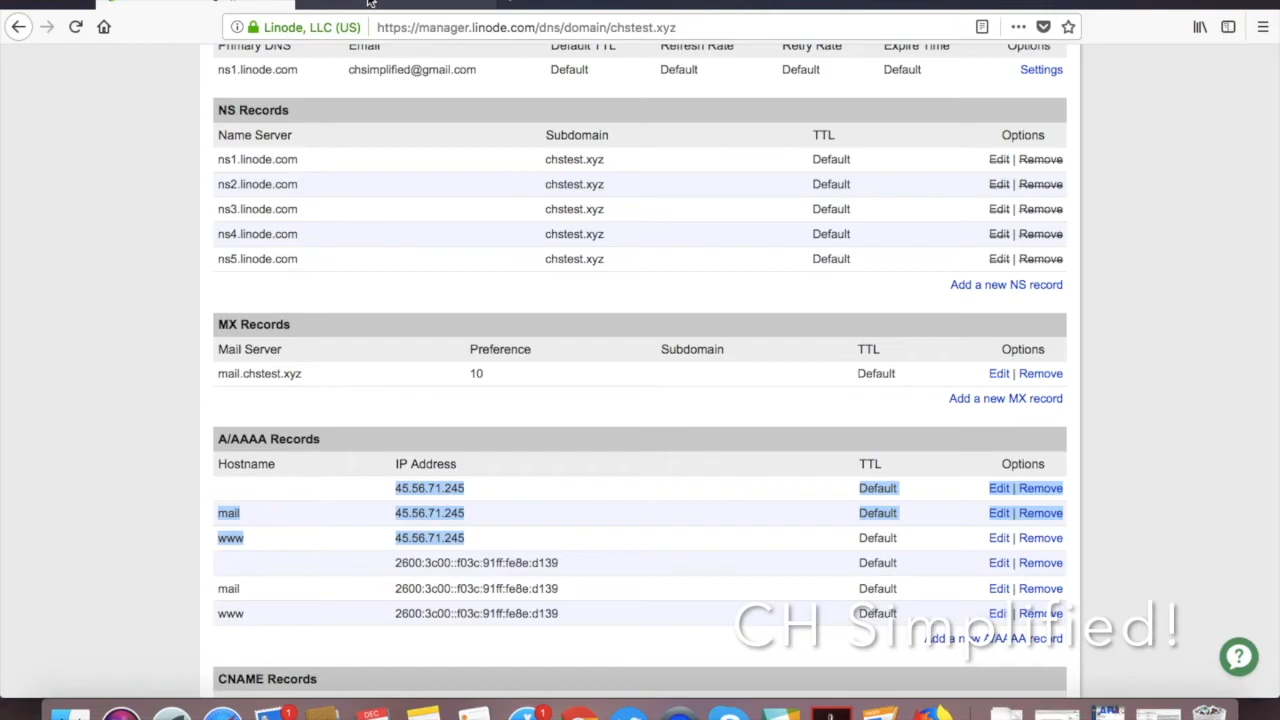 Linode, LLC (US) https://manager.linode.com/dns/domain/chstest.xyz
Primary DNS Email Default TTL Refresh Rate Retry Rate Expire Time Options
ns1.linode.com chsimplified@gmail.com Default Default Default Default Settings
NS Records
Name Server Subdomain TTL Options
ns1.linode.com chstest.xyz Default Edit | Remove
ns2.linode.com chstest.xyz Default Edit | Remove
ns3.linode.com chstest.xyz Default Edit | Remove
ns4.linode.com chstest.xyz Default Edit | Remove
ns5.linode.com chstest.xyz Default Edit | Remove
Add a new NS record
MX Records
Mail Server Preference Subdomain TTL Options
mail.chstest.xyz 10 Default Edit | Remove
Add a new MX record
A/AAAA Records
Hostname IP Address TTL Options
45.56.71.245 Default Edit | Remove
mail 45.56.71.245 Default Edit | Remove
www 45.56.71.245 Default Edit | Remove
2600:3c00::f03c:91ff:fe8e:d139 Default Edit | Remove
mail 2600:3c00::f03c:91ff:fe8e:d139 Default Edit | Remove
www 2600:3c00::f03c:91ff:fe8e:d139 Default Edit | Remove
CH Simplified!
Add a new A/AAAA record
CNAME Records
1 DEC 1